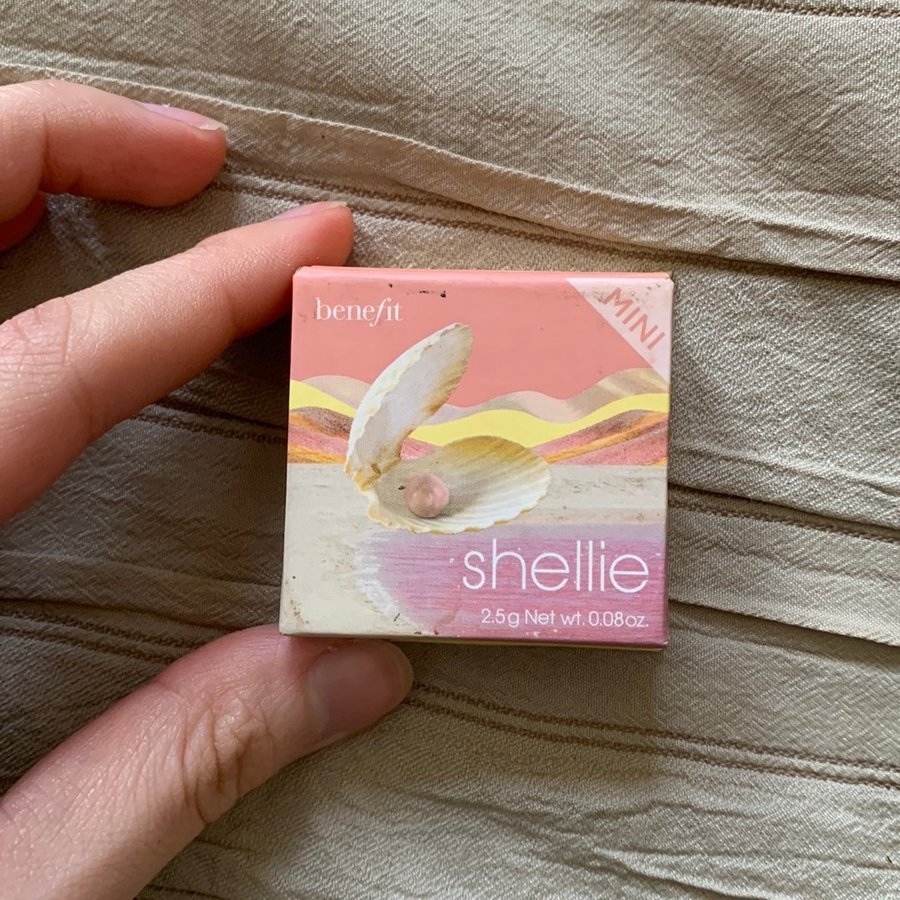 benefit
MINI
shellie
2.5g Net wt. 0.08oz.